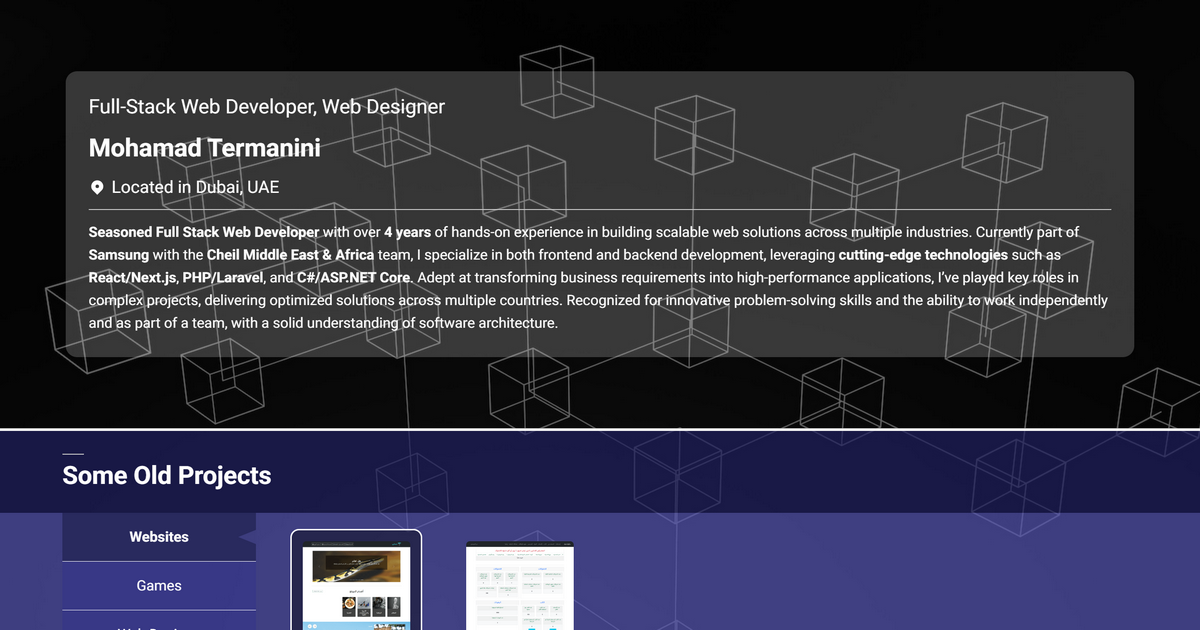 Full-Stack Web Developer, Web Designer
Mohamad Termanini
Located in Dubai, UAE
Seasoned Full Stack Web Developer with over 4 years of hands-on experience in building scalable web solutions across multiple industries. Currently part of
Samsung with the Cheil Middle East & Africa team, I specialize in both frontend and backend development, leveraging cutting-edge technologies such as
React/Next.js, PHP/Laravel, and C#/ASP.NET Core. Adept at transforming business requirements into high-performance applications, I've played key roles in
complex projects, delivering optimized solutions across multiple countries. Recognized for innovative problem-solving skills and the ability to work independently
and as part of a team, with a solid understanding of software architecture.
Some Old Projects
Websites
Games